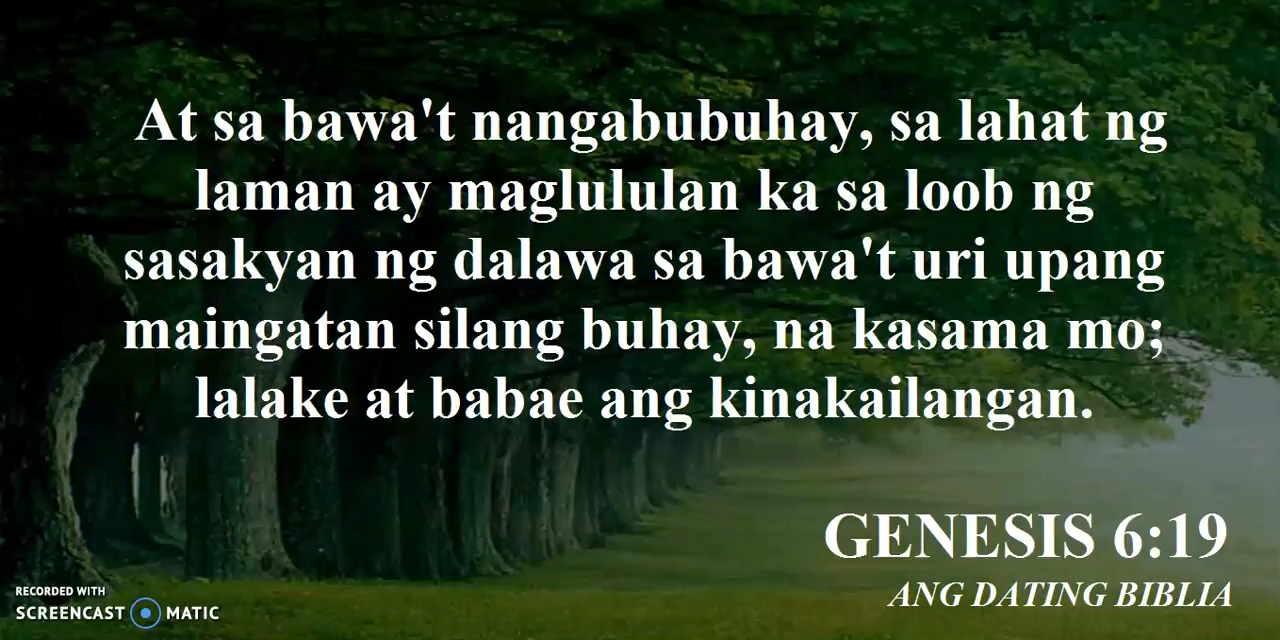 At sa bawa't nangabubuhay, sa lahat ng
laman ay maglululan ka sa loob ng
sasakyan ng dalawa sa bawa't uri upang
maingatan silang buhay, na kasama mo;
lalake at babae ang kinakailangan.
GENESIS 6:19
ANG DATING BIBLIA
RECORDED WITH
SCREENCAST MATIC